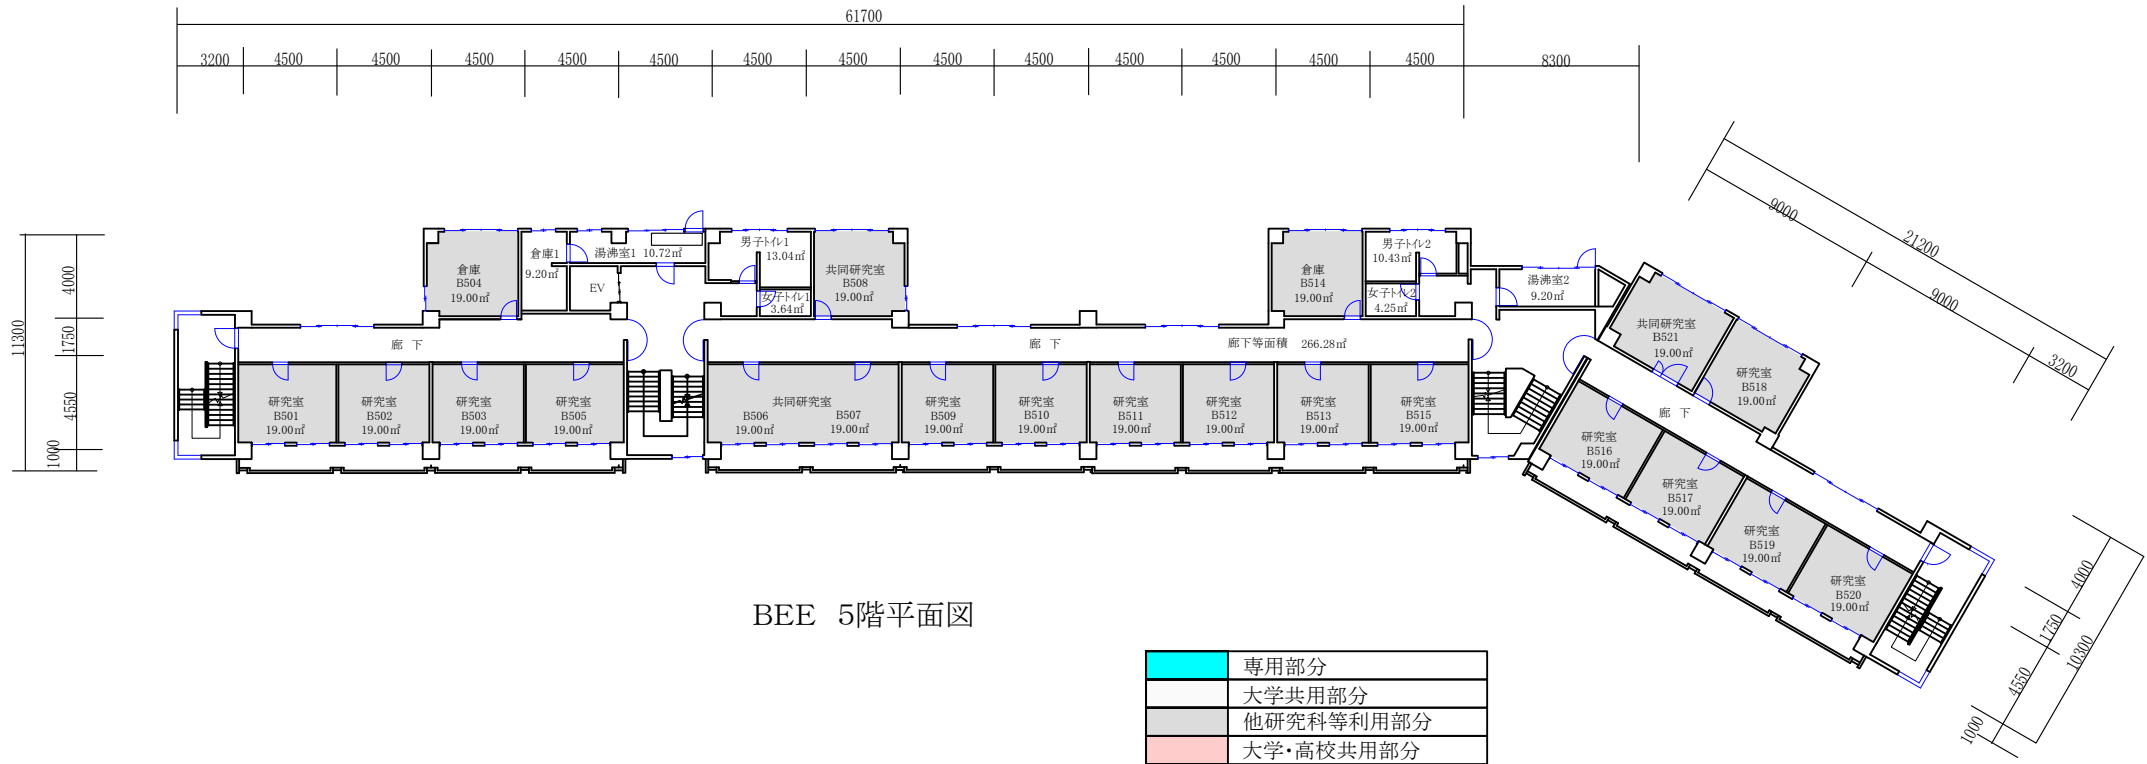 61700
3200 4500 4500 4500 4500 4500 4500 4500 4500 4500 4500 4500 4500 4500 8300
21200
9000
9000
3200
11300
4000
1750
4550
1000
倉庫
B504
19.00㎡
倉庫1
9.20㎡
湯沸室1 10.72㎡
EV
男子トイレ1
13.04㎡
女子トイレ1
3.64㎡
共同研究室
B508
19.00㎡
倉庫
B514
19.00㎡
男子トイレ2
10.43㎡
女子トイレ2
4.25㎡
湯沸室2
9.20㎡
共同研究室
B521
19.00㎡
研究室
B518
19.00㎡
廊 下
廊 下
廊下等面積 266.28㎡
廊 下
研究室
B501
19.00㎡
研究室
B502
19.00㎡
研究室
B503
19.00㎡
研究室
B505
19.00㎡
共同研究室
B506 B507
19.00㎡ 19.00㎡
研究室
B509
19.00㎡
研究室
B510
19.00㎡
研究室
B511
19.00㎡
研究室
B512
19.00㎡
研究室
B513
19.00㎡
研究室
B515
19.00㎡
研究室
B516
19.00㎡
研究室
B517
19.00㎡
研究室
B519
19.00㎡
研究室
B520
19.00㎡
4000
1750
10300
4550
1000
BEE 5階平面図
専用部分
大学共用部分
他研究科等利用部分
大学・高校共用部分